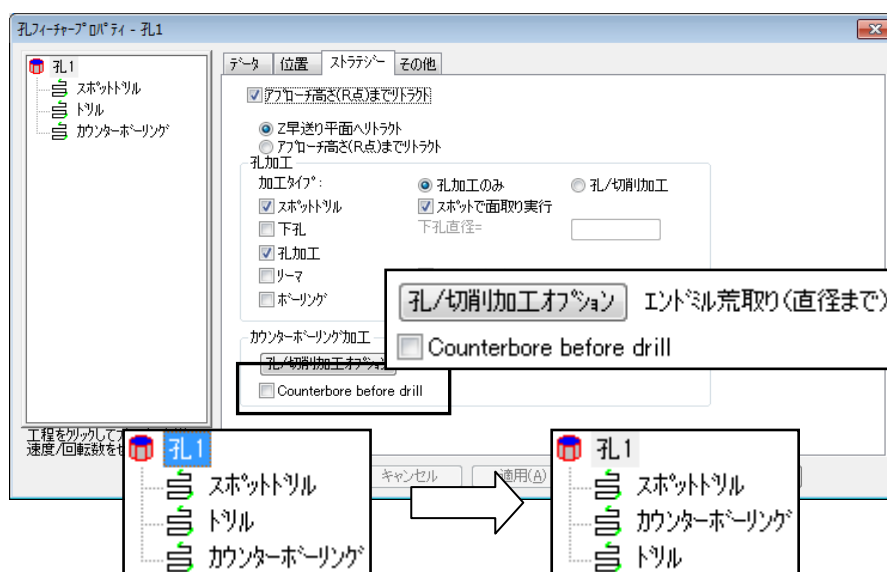 孔ﾌｨｰﾁｬｰﾌﾟﾛﾊﾟﾃｨ - 孔1
孔1
ｽﾎﾟｯﾄﾄﾞﾘﾙ
ﾄﾞﾘﾙ
ｶｳﾝﾀｰﾎﾞｰﾘﾝｸﾞ
ﾃﾞｰﾀ 位置 ｽﾄﾗﾃｼﾞｰ その他
ｱﾌﾟﾛｰﾁ高さ(R点)までﾘﾄﾗｸﾄ
Z早送り平面へﾘﾄﾗｸﾄ
ｱﾌﾟﾛｰﾁ高さ(R点)までﾘﾄﾗｸﾄ
孔加工
加工ﾀｲﾌﾟ: 孔加工のみ 孔/切削加工
ｽﾎﾟｯﾄﾄﾞﾘﾙ ｽﾎﾟｯﾄで面取り実行
下孔 下孔直径=
孔加工
ﾘｰﾏ
ﾎﾞｰﾘﾝｸﾞ
孔/切削加工ｵﾌﾟｼｮﾝ ｴﾝﾄﾞﾐﾙ荒取り(直径まで)
Counterbore before drill
ｶｳﾝﾀｰﾎﾞｰﾘﾝｸﾞ加工
孔/切削加工ｵﾌﾟｼｮﾝ
Counterbore before drill
工程をｸﾘｯｸして
速度/回転数を
ｷｬﾝｾﾙ 適用(A)
孔1
ｽﾎﾟｯﾄﾄﾞﾘﾙ
ﾄﾞﾘﾙ
ｶｳﾝﾀｰﾎﾞｰﾘﾝｸﾞ
孔1
ｽﾎﾟｯﾄﾄﾞﾘﾙ
ｶｳﾝﾀｰﾎﾞｰﾘﾝｸﾞ
ﾄﾞﾘﾙ